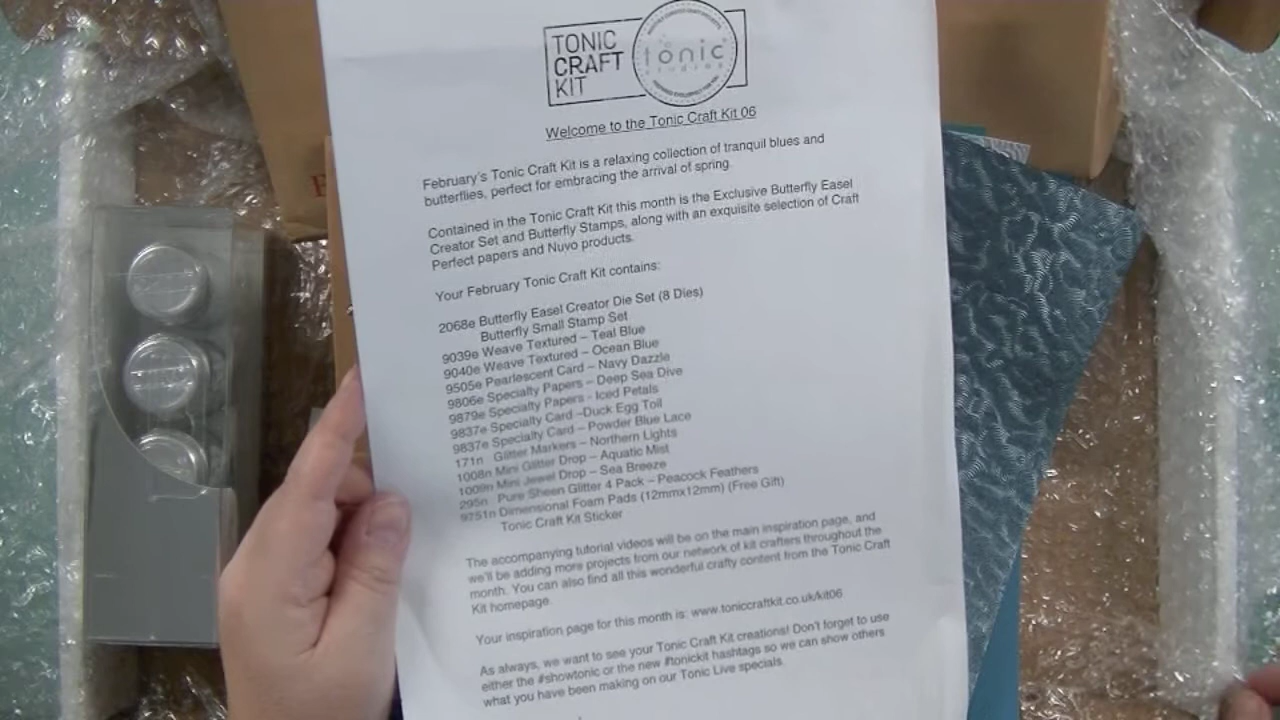 TONIC
CRAFT
KIT
tonic
Welcome to the Tonic Craft Kit 06
February's Tonic Craft Kit is a relaxing collection of tranquil blues and
butterflies, perfect for embracing the arrival of spring.
Contained in the Tonic Craft Kit this month is the Exclusive Butterfly Easel
Creator Set and Butterfly Stamps, along with an exquisite selection of Craft
Perfect papers and Nuvo products.
Your February Tonic Craft Kit contains:
2068e Butterfly Easel Creator Die Set (8 Dies)
Butterfly Small Stamp Set
9039e Weave Textured – Teal Blue
9040e Weave Textured – Ocean Blue
9505e Pearlescent Card – Navy Dazzle
9806e Specialty Papers – Deep Sea Dive
9879e Specialty Papers - Iced Petals
9837e Specialty Card –Duck Egg Toil
9837e Specialty Card – Powder Blue Lace
171n Glitter Markers – Northern Lights
1008n Mini Glitter Drop – Aquatic Mist
1009n Mini Jewel Drop – Sea Breeze
295n Pure Sheen Glitter 4 Pack – Peacock Feathers
9751n Dimensional Foam Pads (12mmx12mm) (Free Gift)
Tonic Craft Kit Sticker
The accompanying tutorial videos will be on the main inspiration page, and
we'll be adding more projects from our network of kit crafters throughout the
month. You can also find all this wonderful crafty content from the Tonic Craft
Kit homepage.
Your inspiration page for this month is: www.toniccraftkit.co.uk/kit06
As always, we want to see your Tonic Craft Kit creations! Don't forget to use
either the #showtonic or the new #tonickit hashtags so we can show others
what you have been making on our Tonic Live specials.